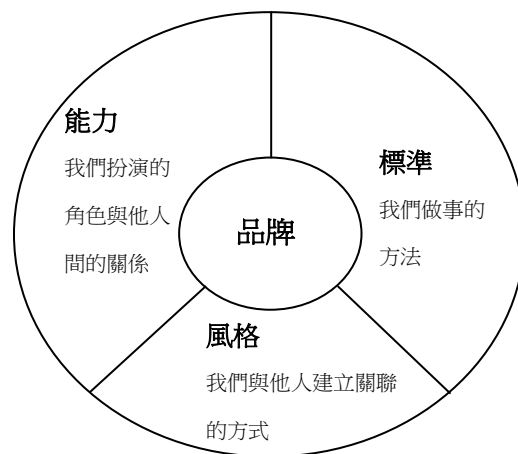 能力
我們扮演的
角色與他人
間的關係
標準
我們做事的
方法
品牌
風格
我們與他人建立關聯
的方式